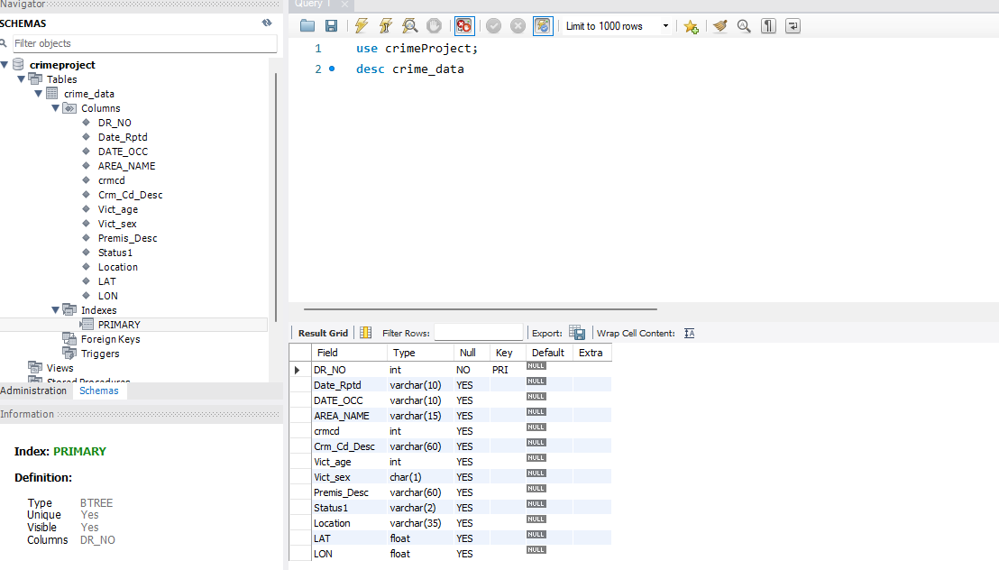 Navigator
Query 1
SCHEMAS
Filter objects
crimeproject
Tables
crime_data
Columns
DR_NO
Date_Rptd
DATE_OCC
AREA_NAME
crmcd
Crm_Cd_Desc
Vict_age
Vict_sex
Premis_Desc
Status1
Location
LAT
LON
Indexes
PRIMARY
Foreign Keys
Triggers
Views
Stored Procedures
Administration Schemas
Information
Index: PRIMARY
Definition:
Type BTREE
Unique Yes
Visible Yes
Columns DR_NO
Limit to 1000 rows
1 use crimeProject;
2 desc crime_data
Result Grid Filter Rows: Export: Wrap Cell Content: IA
Field Type Null Key Default Extra
DR_NO int NO PRI NULL
Date_Rptd varchar(10) YES NULL
DATE_OCC varchar(10) YES NULL
AREA_NAME varchar(15) YES NULL
crmcd int YES NULL
Crm_Cd_Desc varchar(60) YES NULL
Vict_age int YES NULL
Vict_sex char(1) YES NULL
Premis_Desc varchar(60) YES NULL
Status1 varchar(2) YES NULL
Location varchar(35) YES NULL
LAT float YES NULL
LON float YES NULL